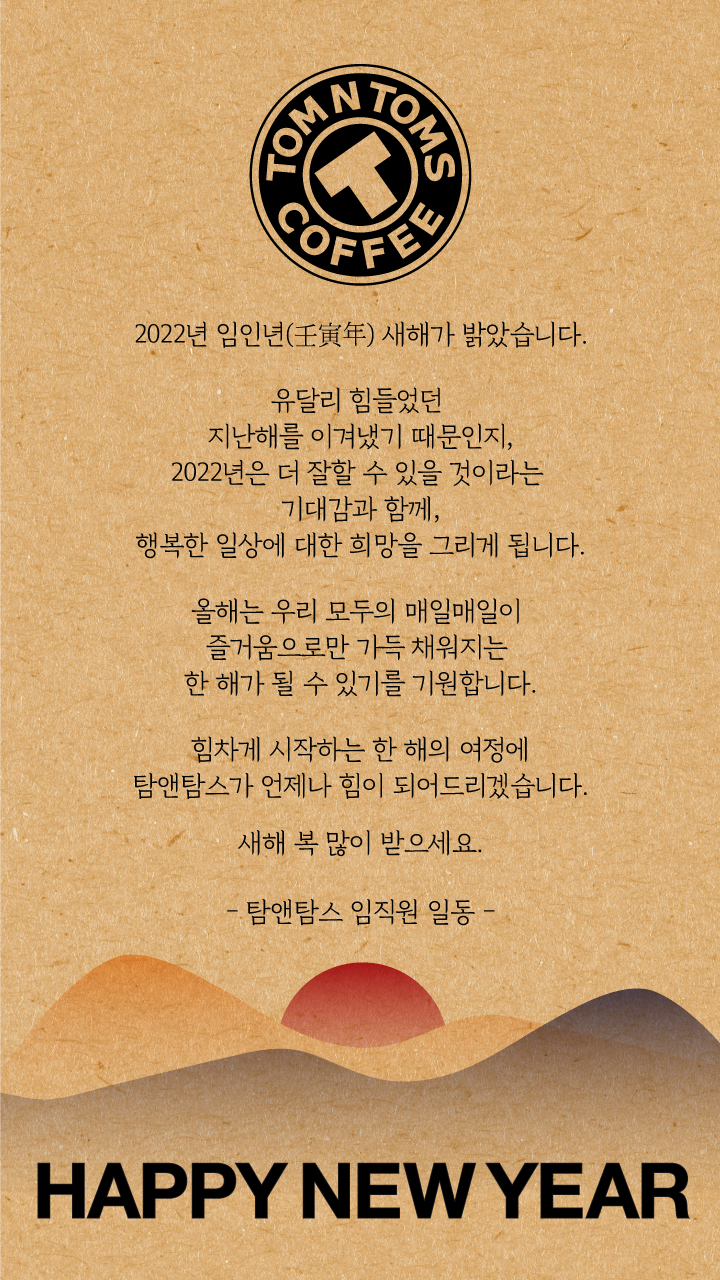 TOM N TOMS
COFFEE
T
2022년 임인년(壬寅年) 새해가 밝았습니다.
유달리 힘들었던
지난해를 이겨냈기 때문인지,
2022년은 더 잘할 수 있을 것이라는
기대감과 함께,
행복한 일상에 대한 희망을 그리게 됩니다.
올해는 우리 모두의 매일매일이
즐거움으로만 가득 채워지는
한 해가 될 수 있기를 기원합니다.
힘차게 시작하는 한 해의 여정에
탐앤탐스가 언제나 힘이 되어드리겠습니다.
새해 복 많이 받으세요.
- 탐앤탐스 임직원 일동 -
HAPPY NEW YEAR